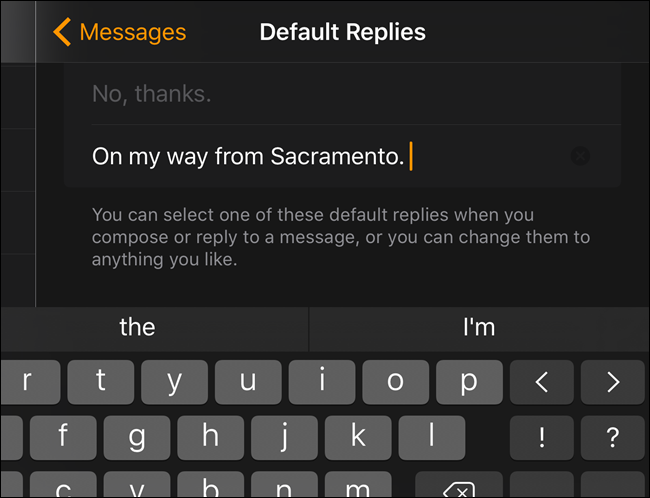 Messages Default Replies
No, thanks.
On my way from Sacramento.
You can select one of these default replies when you
compose or reply to a message, or you can change them to
anything you like.
the I'm
r t y u i o p < >
f g h j k l ! ?
c v b n m